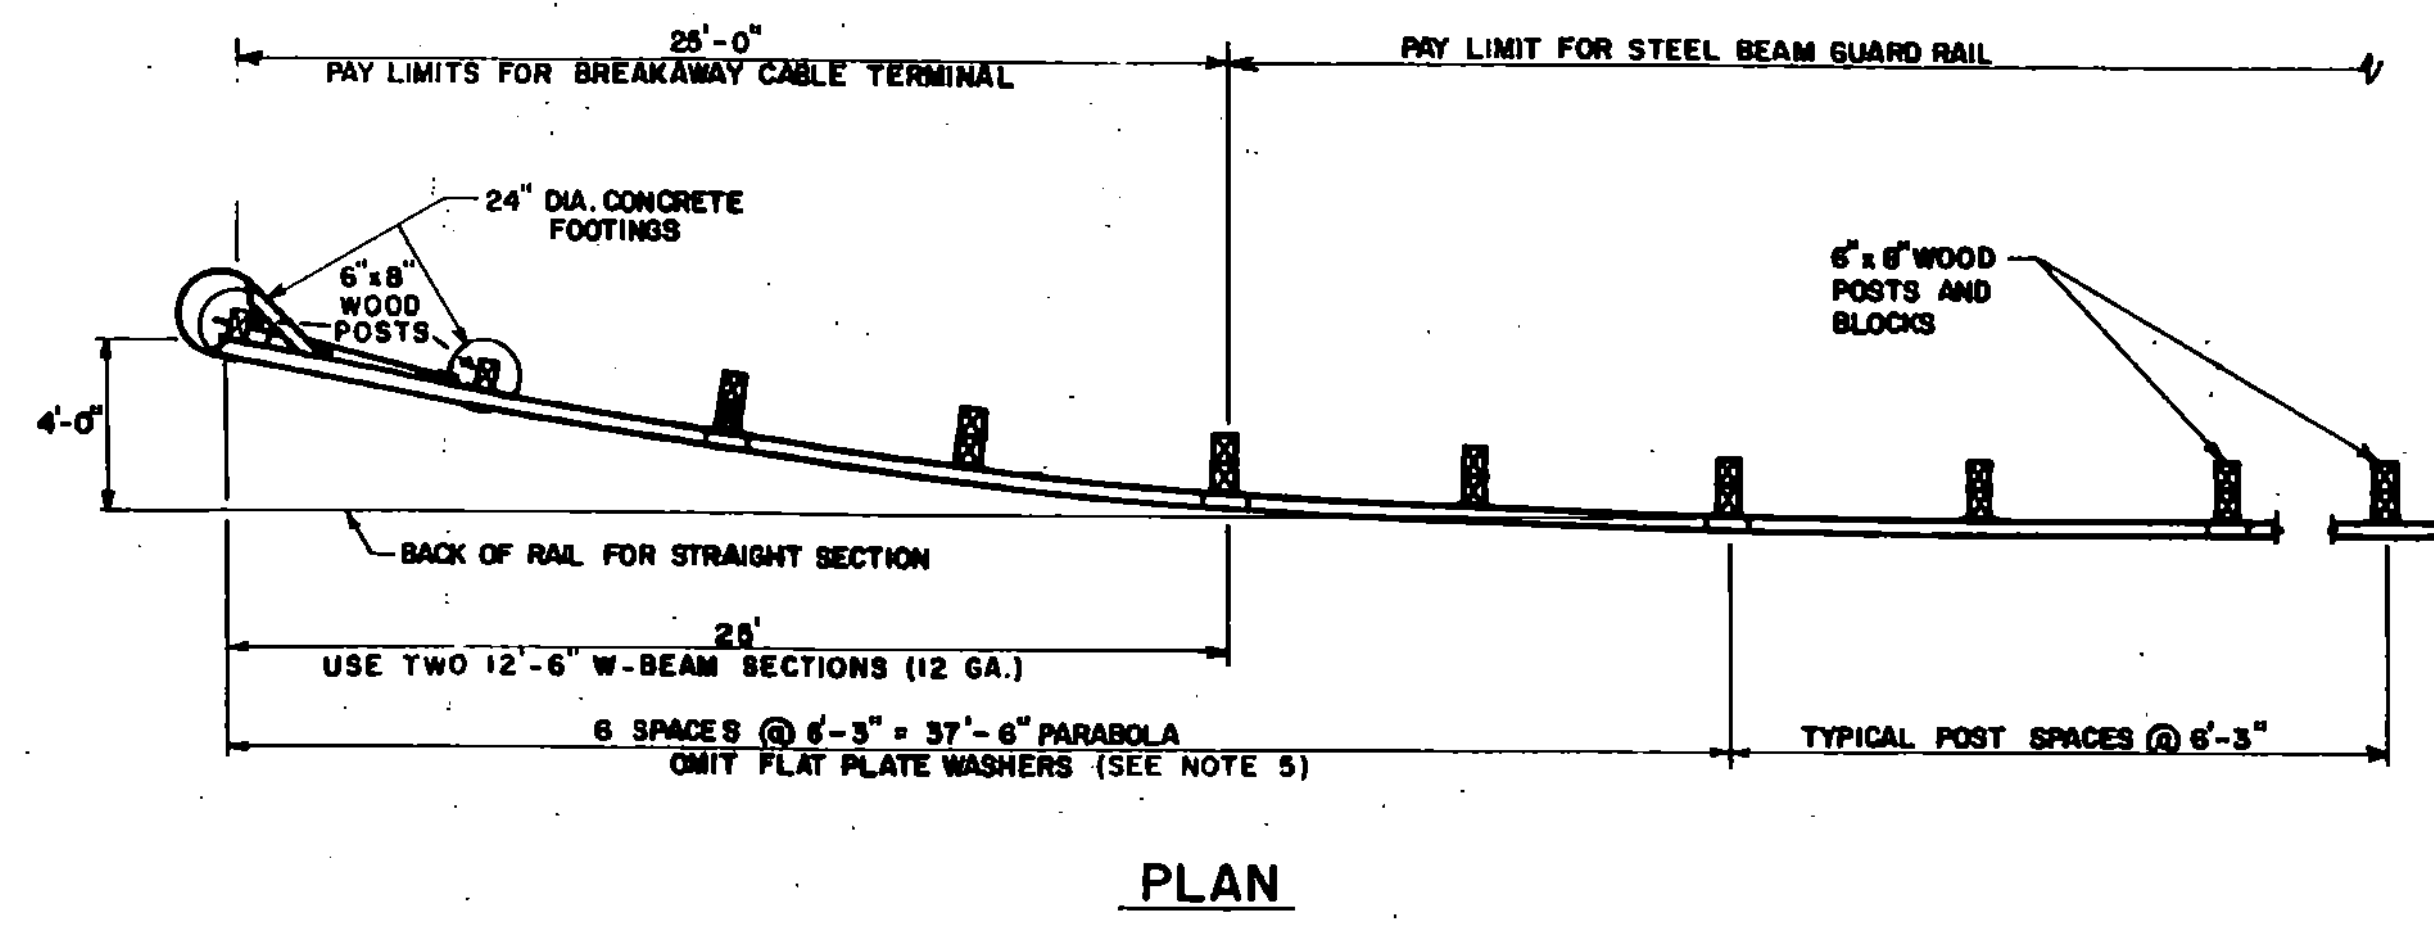 25'-0"
PAY LIMITS FOR BREAKAWAY CABLE TERMINAL
PAY LIMIT FOR STEEL BEAM GUARD RAIL
24" DIA. CONCRETE
FOOTINGS
6"x8"
WOOD
POSTS
6"x8" WOOD
POSTS AND
BLOCKS
4'-0"
BACK OF RAIL FOR STRAIGHT SECTION
25'
USE TWO 12'-6" W-BEAM SECTIONS (12 GA.)
6 SPACES @ 6'-3" = 37'-6" PARABOLA
OMIT FLAT PLATE WASHERS (SEE NOTE 5)
TYPICAL POST SPACES @ 6'-3"
PLAN